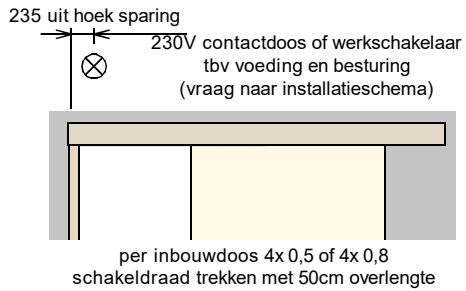 235 uit hoek sparing
230V contactdoos of werkschakelaar
tbv voeding en besturing
(vraag naar installatieschema)
per inbouwdoos 4x 0,5 of 4x 0,8
schakeldraad trekken met 50cm overlengte